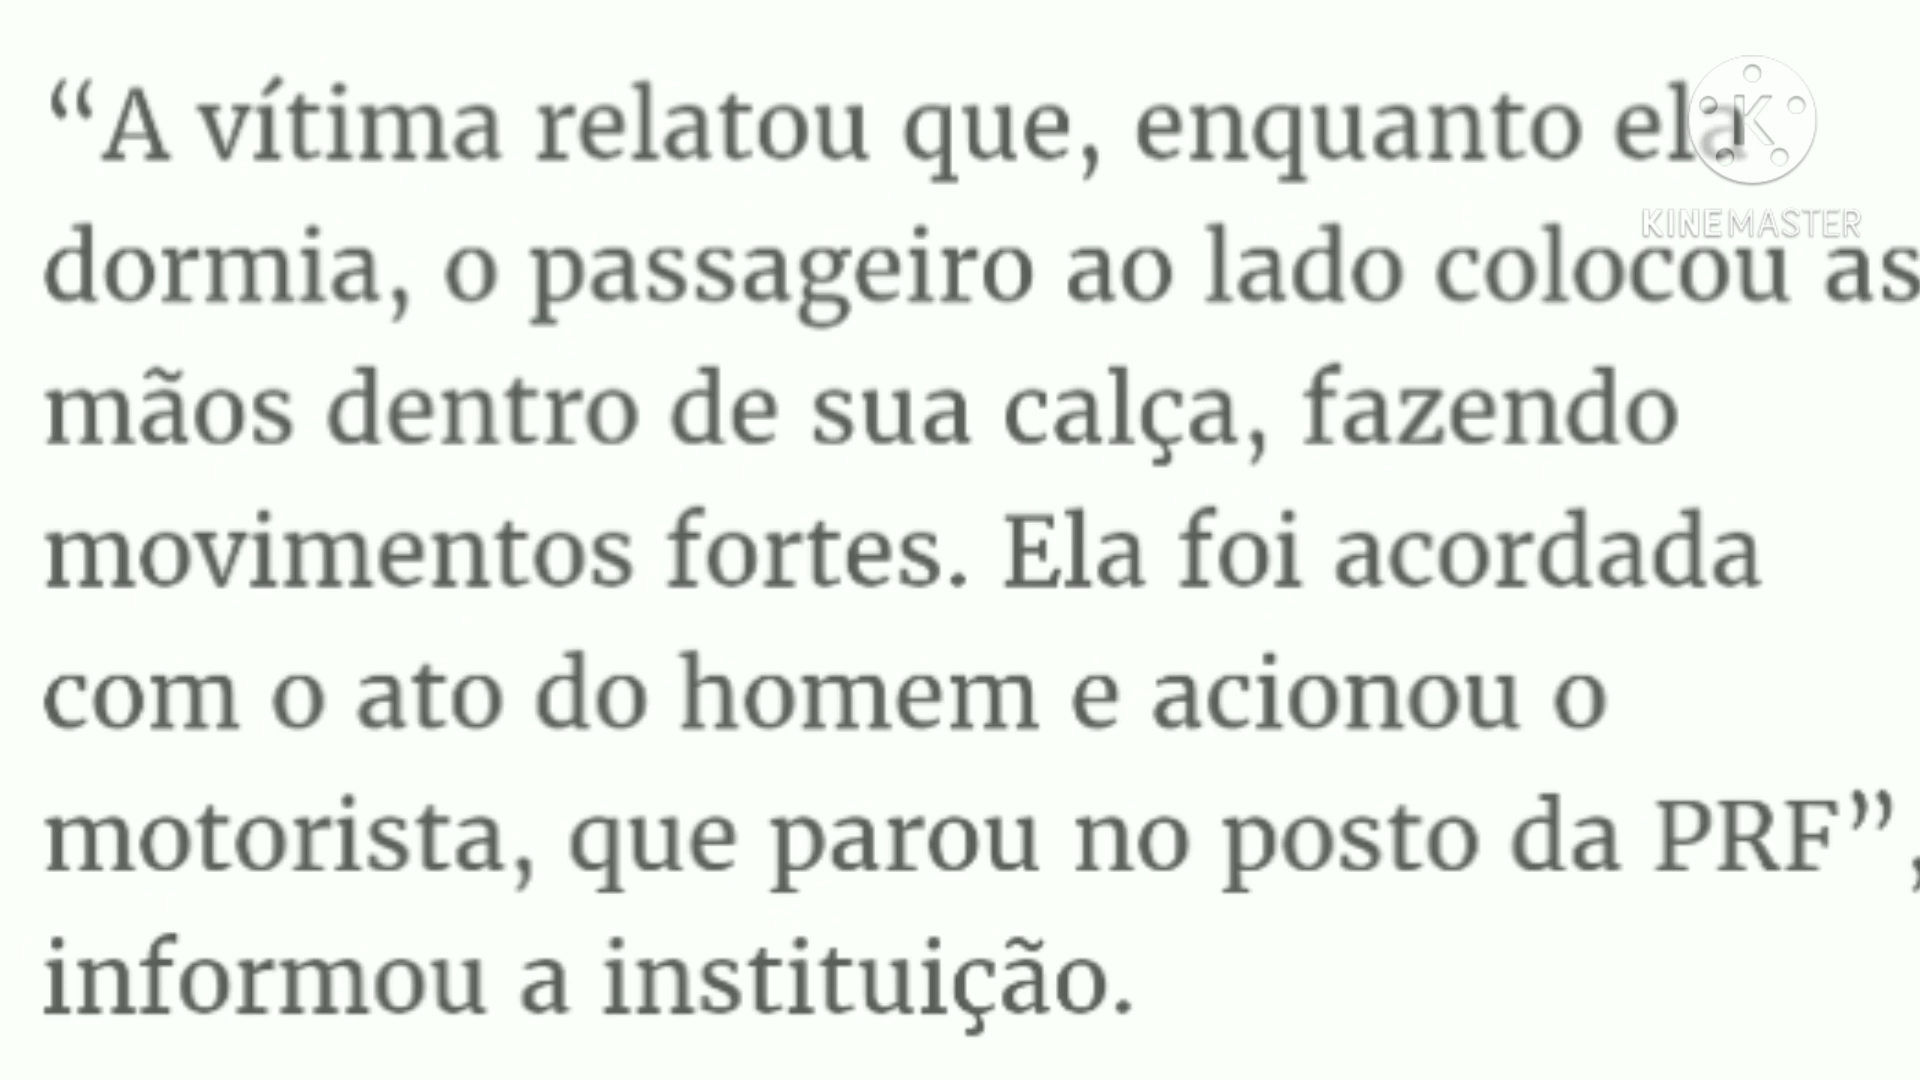 “A vítima relatou que, enquanto ela
KINEMASTER
dormia, o passageiro ao lado colocou as
mãos dentro de sua calça, fazendo
movimentos fortes. Ela foi acordada
com o ato do homem e acionou o
motorista, que parou no posto da PRF”,
informou a instituição.